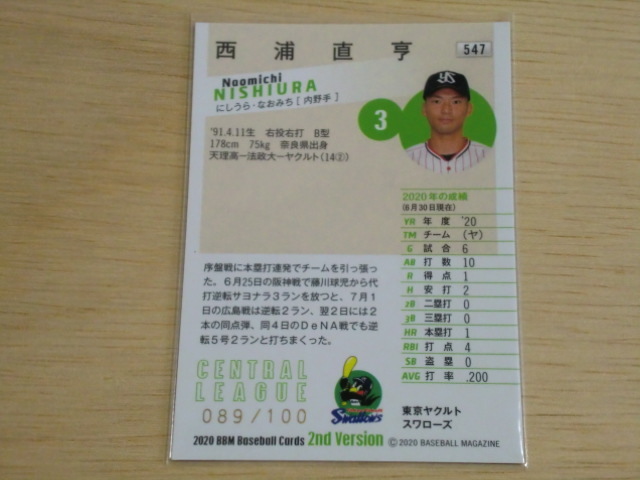 西浦直亨
547
Naomichi
NISHIURA
にしうら・なおみち [ 内野手 ]
3
'91.4.11生 右投右打 B型
178cm 75kg 奈良県出身
天理高ー法政大ーヤクルト(14②)
2020年の成績
(6月30日現在)
YR 年度 '20
TM チーム (ヤ)
G 試合 6
AB 打数 10
R 得点 1
H 安打 2
2B 二塁打 0
3B 三塁打 0
HR 本塁打 1
RBI 打点 4
SB 盗塁 0
AVG 打率 .200
序盤戦に本塁打連発でチームを引っ張っ
た。6月25日の阪神戦で藤川球児から代
打逆転サヨナラ3ランを放つと、7月1
日の広島戦は逆転2ラン、翌2日には2
本の同点弾、同4日のDeNA戦でも逆
転5号2ランと打ちまくった。
CENTRAL
LEAGUE
089/100
Swallows
東京ヤクルト
スワローズ
2020 BBM Baseball Cards 2nd Version ©2020 BASEBALL MAGAZINE